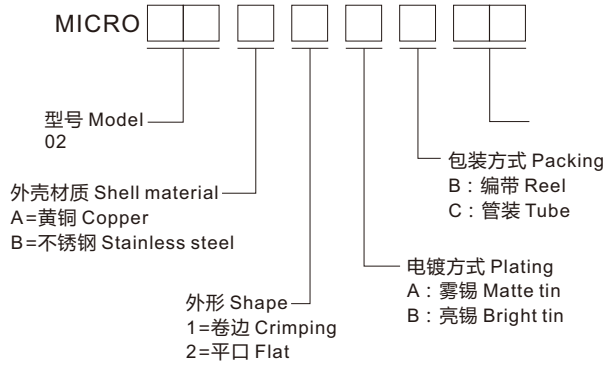 MICRO
型号 Model
02
外壳材质 Shell material
A=黄铜 Copper
B=不锈钢 Stainless steel
外形 Shape
1=卷边 Crimping
2=平口 Flat
包装方式 Packing
B：编带 Reel
C：管装 Tube
电镀方式 Plating
A：雾锡 Matte tin
B：亮锡 Bright tin